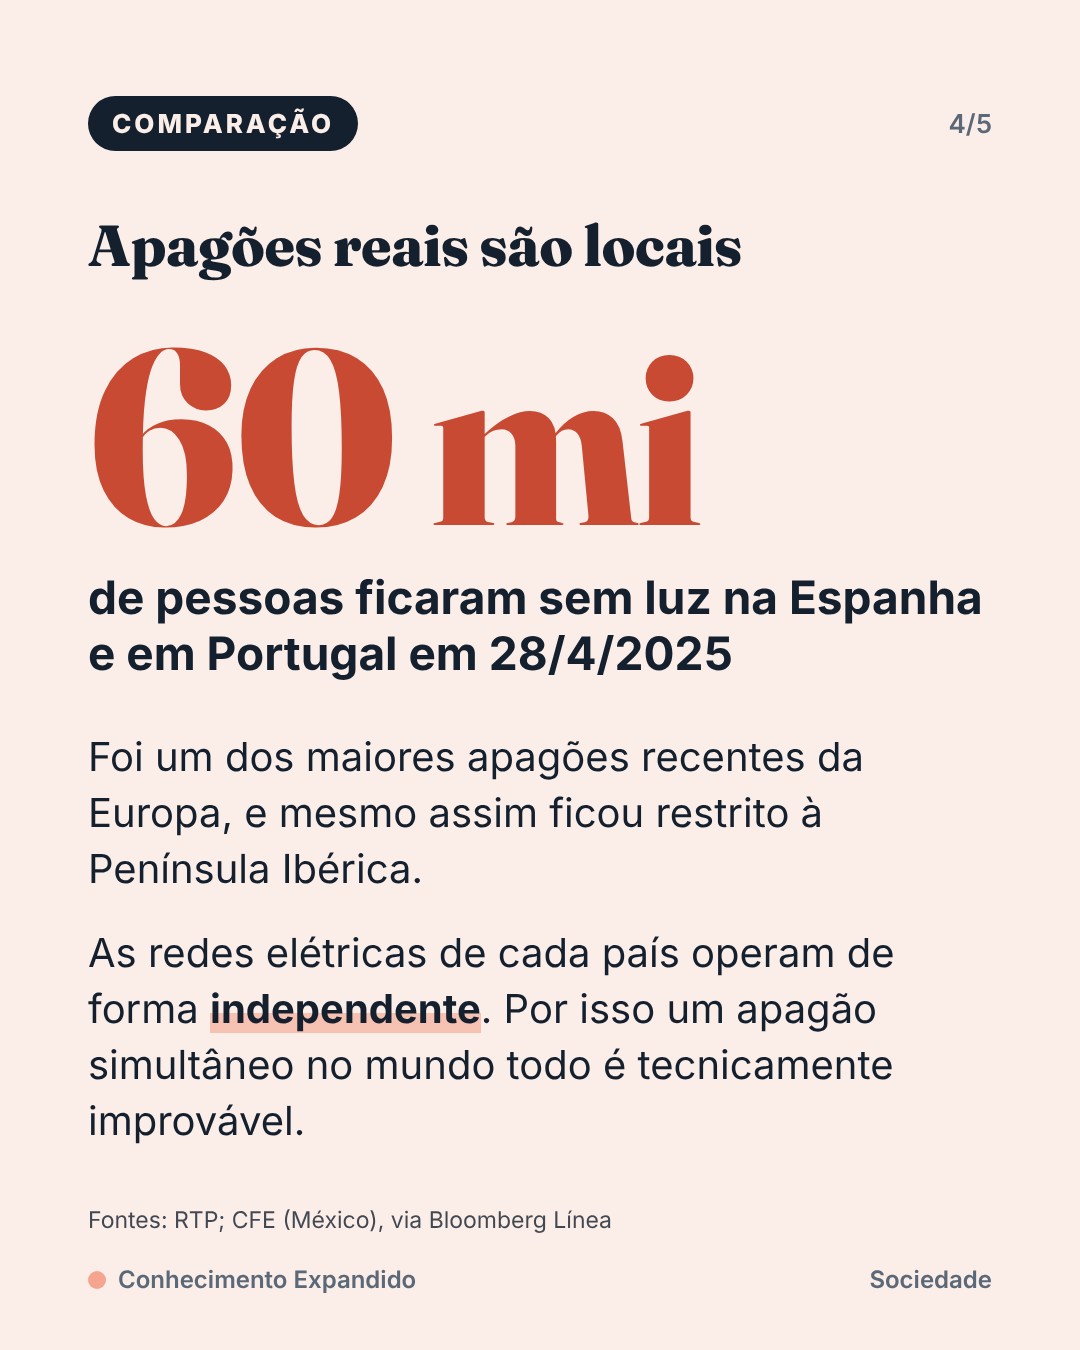 COMPARAÇÃO
4/5
Apagões reais são locais
60 mi
de pessoas ficaram sem luz na Espanha
e em Portugal em 28/4/2025
Foi um dos maiores apagões recentes da
Europa, e mesmo assim ficou restrito à
Península Ibérica.
As redes elétricas de cada país operam de
forma independente. Por isso um apagão
simultâneo no mundo todo é tecnicamente
improvável.
Fontes: RTP; CFE (México), via Bloomberg Línea
Conhecimento Expandido
Sociedade